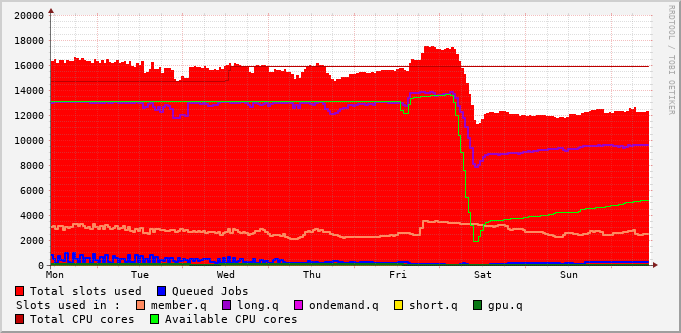 20000
18000
16000
14000
12000
10000
8000
6000
4000
2000
0
Mon Tue Wed Thu Fri Sat Sun
RRDTOOL / TOBI OETIKER
Total slots used Queued Jobs
Slots used in : member.q long.q ondemand.q short.q gpu.q
Total CPU cores Available CPU cores